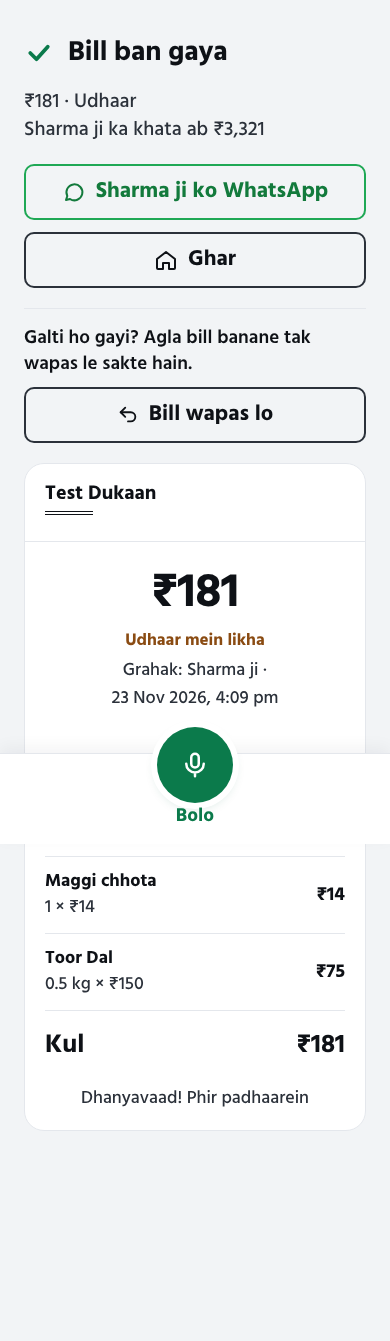 Bill ban gaya
₹181 · Udhaar
Sharma ji ka khata ab ₹3,321
Sharma ji ko WhatsApp
Ghar
Galti ho gayi? Agla bill banane tak
wapas le sakte hain.
Bill wapas lo
Test Dukaan
₹181
Udhaar mein likha
Grahak: Sharma ji ·
23 Nov 2026, 4:09 pm
Bolo
Maggi chhota
₹14
1 × ₹14
Toor Dal
₹75
0.5 kg × ₹150
Kul ₹181
Dhanyavaad! Phir padhaarein